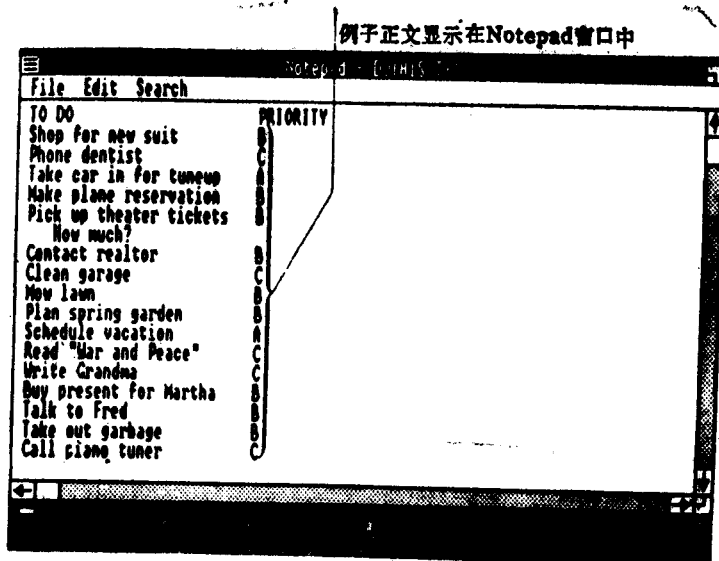 例子正文显示在Notepad窗口中
Notepad
File Edit Search
TO DO PRIORITY
Shop for new suit B
Phone dentist C
Take car in for tuneup A
Make plane reservation B
Pick up theater tickets B
How much?
Contact realtor B
Clean garage C
Mow lawn B
Plan spring garden B
Schedule vacation A
Read "War and Peace" C
Write Grandma C
Buy present for Martha B
Talk to Fred B
Take out garbage B
Call piano tuner C